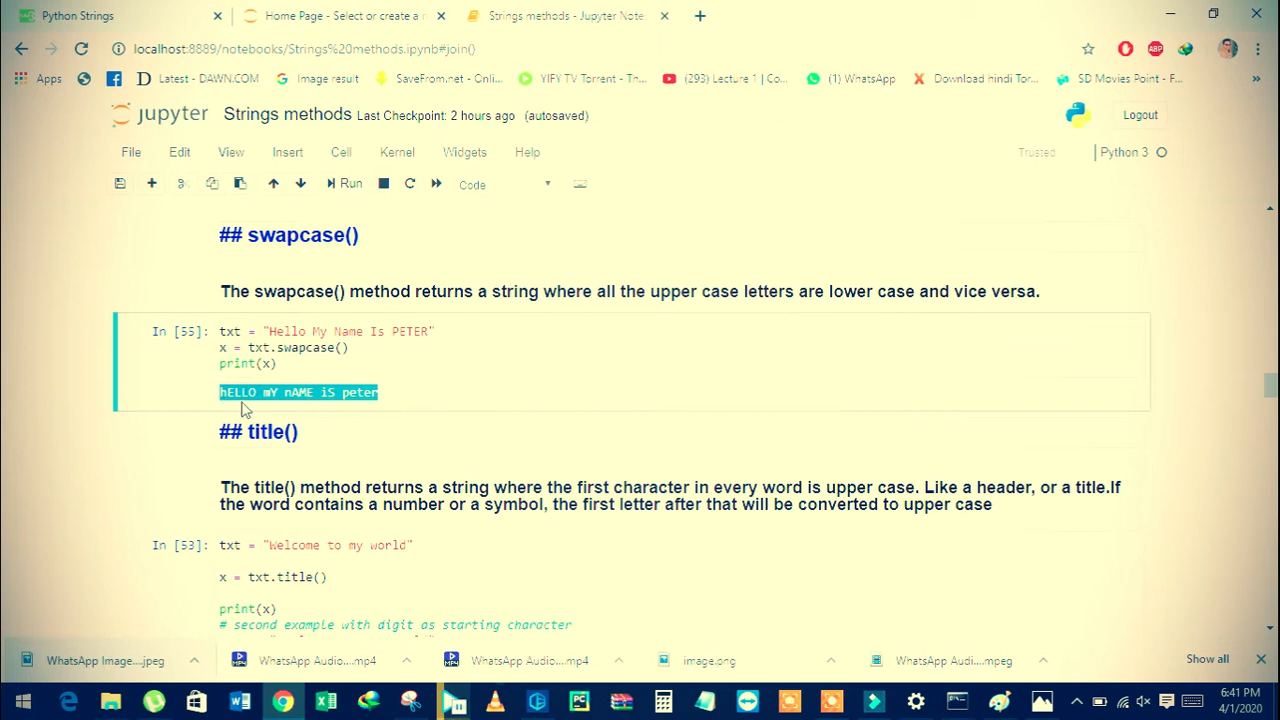 Python Strings
Home Page - Select or create a n
Strings methods - Jupyter Note
localhost:8889/notebooks/Strings%20methods.ipynb#join()
Apps
Latest - DAWN.COM
Image result
SaveFrom.net - Onli...
YIFY TV Torrent - Th...
(293) Lecture 1 | Co...
(1) WhatsApp
Download hindi Tor...
SD Movies Point - F...
jupyter Strings methods Last Checkpoint: 2 hours ago (autosaved)
Logout
File Edit View Insert Cell Kernel Widgets Help
Trusted
Python 3
Run
Code
## swapcase()
The swapcase() method returns a string where all the upper case letters are lower case and vice versa.
In [55]: txt = "Hello My Name Is PETER"
x = txt.swapcase()
print(x)
hELLO mY nAME iS peter
## title()
The title() method returns a string where the first character in every word is upper case. Like a header, or a title.If
the word contains a number or a symbol, the first letter after that will be converted to upper case
In [53]: txt = "Welcome to my world"
x = txt.title()
print(x)
# second example with digit as starting character
WhatsApp Image....jpeg
WhatsApp Audio....mp4
WhatsApp Audio....mp4
image.png
WhatsApp Audi....mpeg
Show all
6:41 PM
4/1/2020